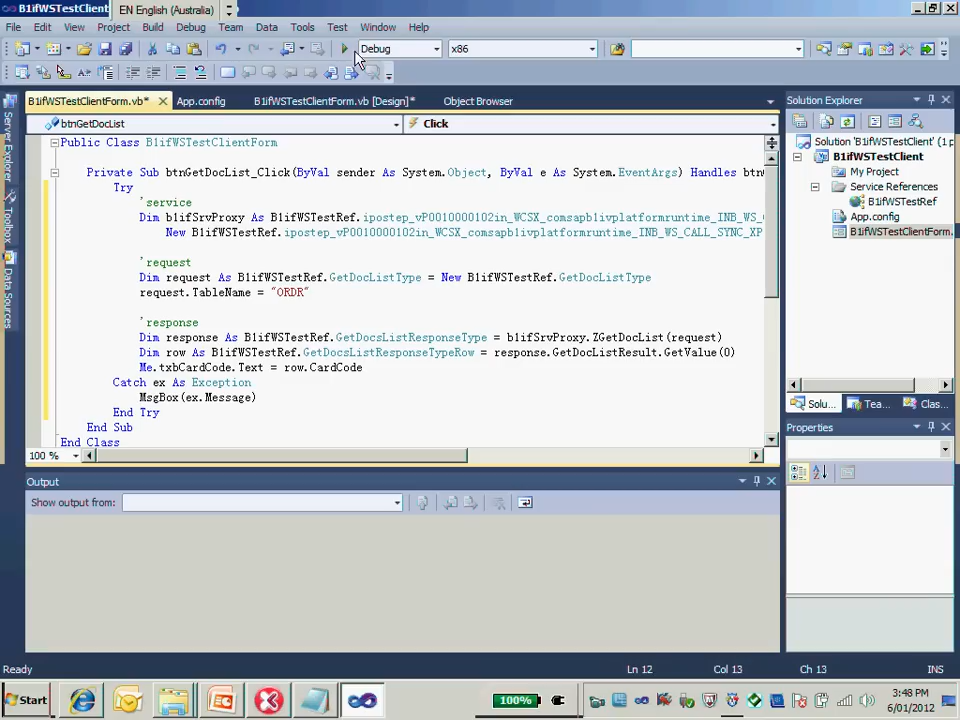 B1ifWSTestClient
EN English (Australia)
File Edit View Project Build Debug Team Data Tools Test Window Help
Debug x86
B1ifWSTestClientForm.vb* App.config B1ifWSTestClientForm.vb [Design]* Object Browser
Solution Explorer
Server Explorer
Toolbox
Data Sources
btnGetDocList Click
Public Class B1ifWSTestClientForm
Private Sub btnGetDocList_Click(ByVal sender As System.Object, ByVal e As System.EventArgs) Handles btn
Try
'service
Dim b1ifSrvProxy As B1ifWSTestRef.ipostep_vP0010000102in_WCSX_comsapb1ivplatformruntime_INB_WS_
New B1ifWSTestRef.ipostep_vP0010000102in_WCSX_comsapb1ivplatformruntime_INB_WS_CALL_SYNC_XP
'request
Dim request As B1ifWSTestRef.GetDocListType = New B1ifWSTestRef.GetDocListType
request.TableName = "ORDR"
'response
Dim response As B1ifWSTestRef.GetDocsListResponseType = b1ifSrvProxy.ZGetDocList(request)
Dim row As B1ifWSTestRef.GetDocsListResponseTypeRow = response.GetDocListResult.GetValue(0)
Me.txbCardCode.Text = row.CardCode
Catch ex As Exception
MsgBox(ex.Message)
End Try
End Sub
End Class
100 %
Solution 'B1ifWSTestClient' (1 p
B1ifWSTestClient
My Project
Service References
B1ifWSTestRef
App.config
B1ifWSTestClientForm.
Solu... Tea... Clas...
Properties
Output
Show output from:
Ready Ln 12 Col 13 Ch 13 INS
Start 100% 3:48 PM
6/01/2012